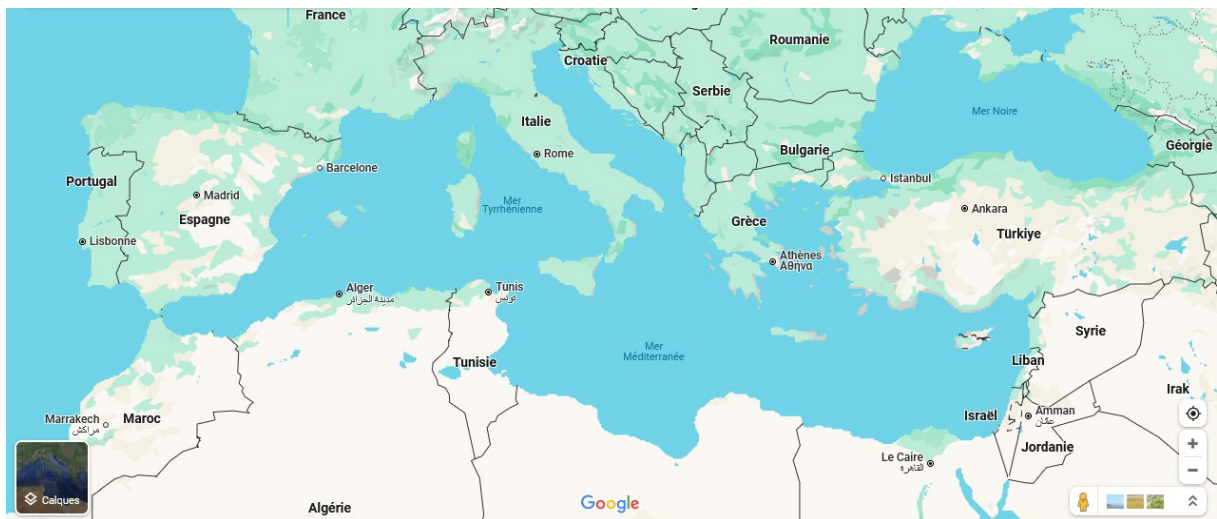 France
Roumanie
Croatie
Serbie
Mer Noire
Italie
Bulgarie
Géorgie
Rome
Barcelone
Istanbul
Portugal
Madrid
Mer
Tyrrhénienne
Ankara
Espagne
Grèce
Türkiye
Lisbonne
Athènes
Αθήνα
Alger
مدينة الجزائر
Tunis
تونس
Syrie
Mer
Méditerranée
Tunisie
Liban
Irak
Marrakech
مراكش
Maroc
Israël
Amman
عمّان
Jordanie
Le Caire
القاهرة
Calques
Algérie
Google